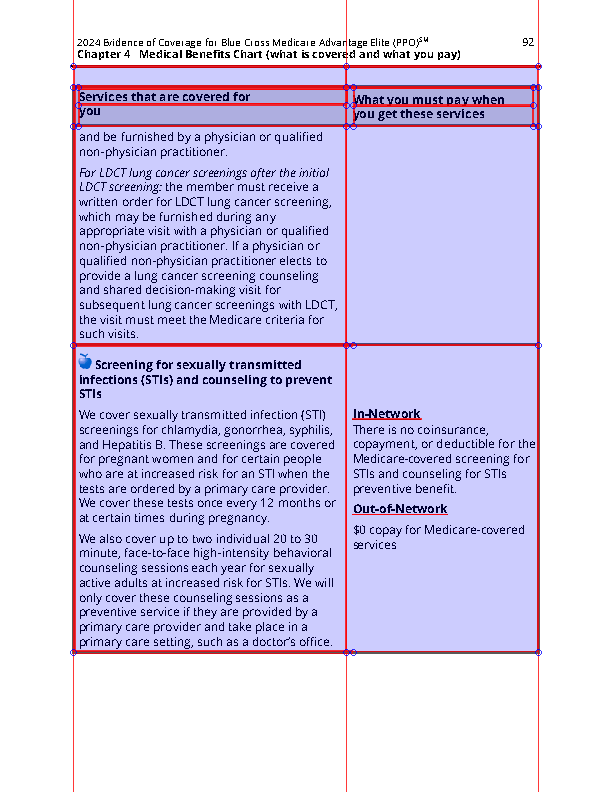 2024 Evidence of Coverage for Blue Cross Medicare Advantage Elite (PPO)℠ 92
Chapter 4 Medical Benefits Chart (what is covered and what you pay)
Services that are covered for
you
What you must pay when
you get these services
and be furnished by a physician or qualified
non-physician practitioner.
For LDCT lung cancer screenings after the initial
LDCT screening: the member must receive a
written order for LDCT lung cancer screening,
which may be furnished during any
appropriate visit with a physician or qualified
non-physician practitioner. If a physician or
qualified non-physician practitioner elects to
provide a lung cancer screening counseling
and shared decision-making visit for
subsequent lung cancer screenings with LDCT,
the visit must meet the Medicare criteria for
such visits.
Screening for sexually transmitted
infections (STIs) and counseling to prevent
STIs
We cover sexually transmitted infection (STI)
screenings for chlamydia, gonorrhea, syphilis,
and Hepatitis B. These screenings are covered
for pregnant women and for certain people
who are at increased risk for an STI when the
tests are ordered by a primary care provider.
We cover these tests once every 12 months or
at certain times during pregnancy.
We also cover up to two individual 20 to 30
minute, face-to-face high-intensity behavioral
counseling sessions each year for sexually
active adults at increased risk for STIs. We will
only cover these counseling sessions as a
preventive service if they are provided by a
primary care provider and take place in a
primary care setting, such as a doctor’s office.
In-Network
There is no coinsurance,
copayment, or deductible for the
Medicare-covered screening for
STIs and counseling for STIs
preventive benefit.
Out-of-Network
$0 copay for Medicare-covered
services